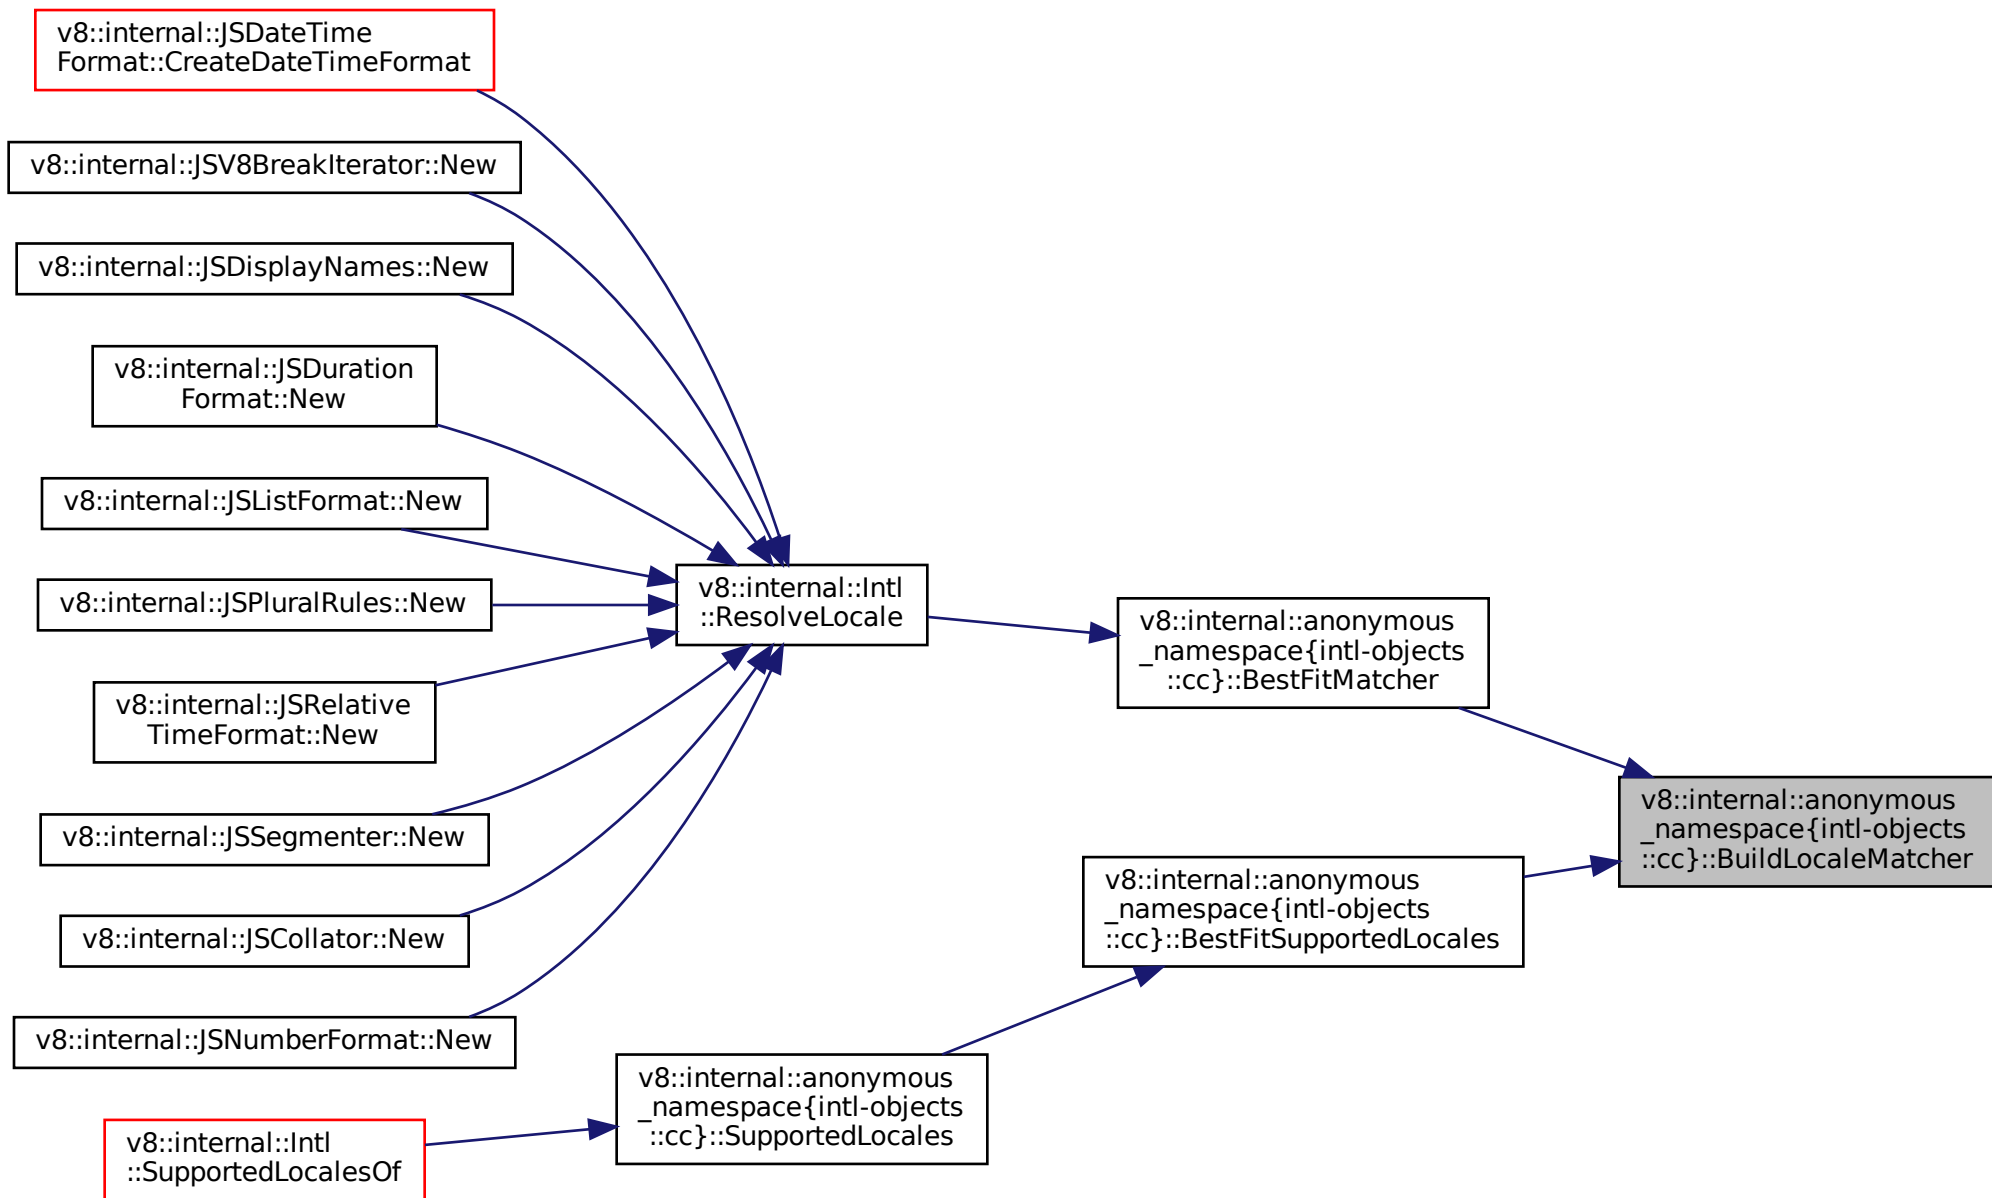 v8::internal::JSDateTime
Format::CreateDateTimeFormat
v8::internal::JSV8BreakIterator::New
v8::internal::JSDisplayNames::New
v8::internal::JSDuration
Format::New
v8::internal::JSListFormat::New
v8::internal::JSPluralRules::New
v8::internal::JSRelative
TimeFormat::New
v8::internal::JSSegmenter::New
v8::internal::JSCollator::New
v8::internal::JSNumberFormat::New
v8::internal::Intl
::SupportedLocalesOf
v8::internal::Intl
::ResolveLocale
v8::internal::anonymous
_namespace{intl-objects
::cc}::SupportedLocales
v8::internal::anonymous
_namespace{intl-objects
::cc}::BestFitMatcher
v8::internal::anonymous
_namespace{intl-objects
::cc}::BestFitSupportedLocales
v8::internal::anonymous
_namespace{intl-objects
::cc}::BuildLocaleMatcher